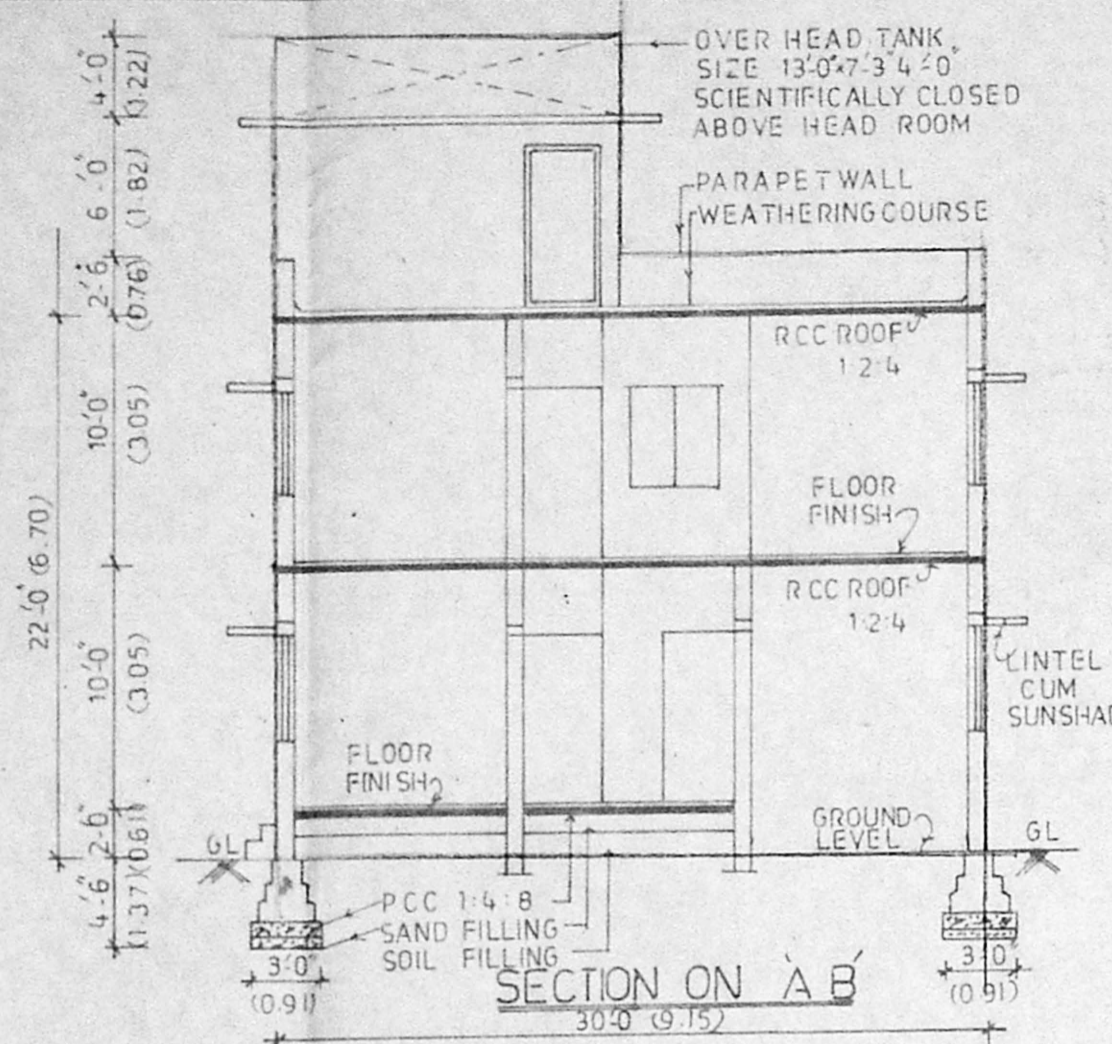 OVER HEAD TANK
SIZE 13'-0"x7'-3"4'-0"
SCIENTIFICALLY CLOSED
ABOVE HEAD ROOM
PARAPET WALL
WEATHERING COURSE
4'-0"
(1.22)
6'-0"
(1.82)
2'-6"
(0.76)
10'-0"
(3.05)
22'-0" (6.70)
10'-0"
(3.05)
2'-0"
(0.61)
4'-6"
(1.37)
RCC ROOF
1:2:4
FLOOR
FINISH
RCC ROOF
1:2:4
LINTEL
CUM
SUNSHAD
FLOOR
FINISH
GROUND
LEVEL
GL
GL
PCC 1:4:8
SAND FILLING
SOIL FILLING
3'-0"
(0.91)
3'-0"
(0.91)
SECTION ON 'A B'
30'-0" (9.15)